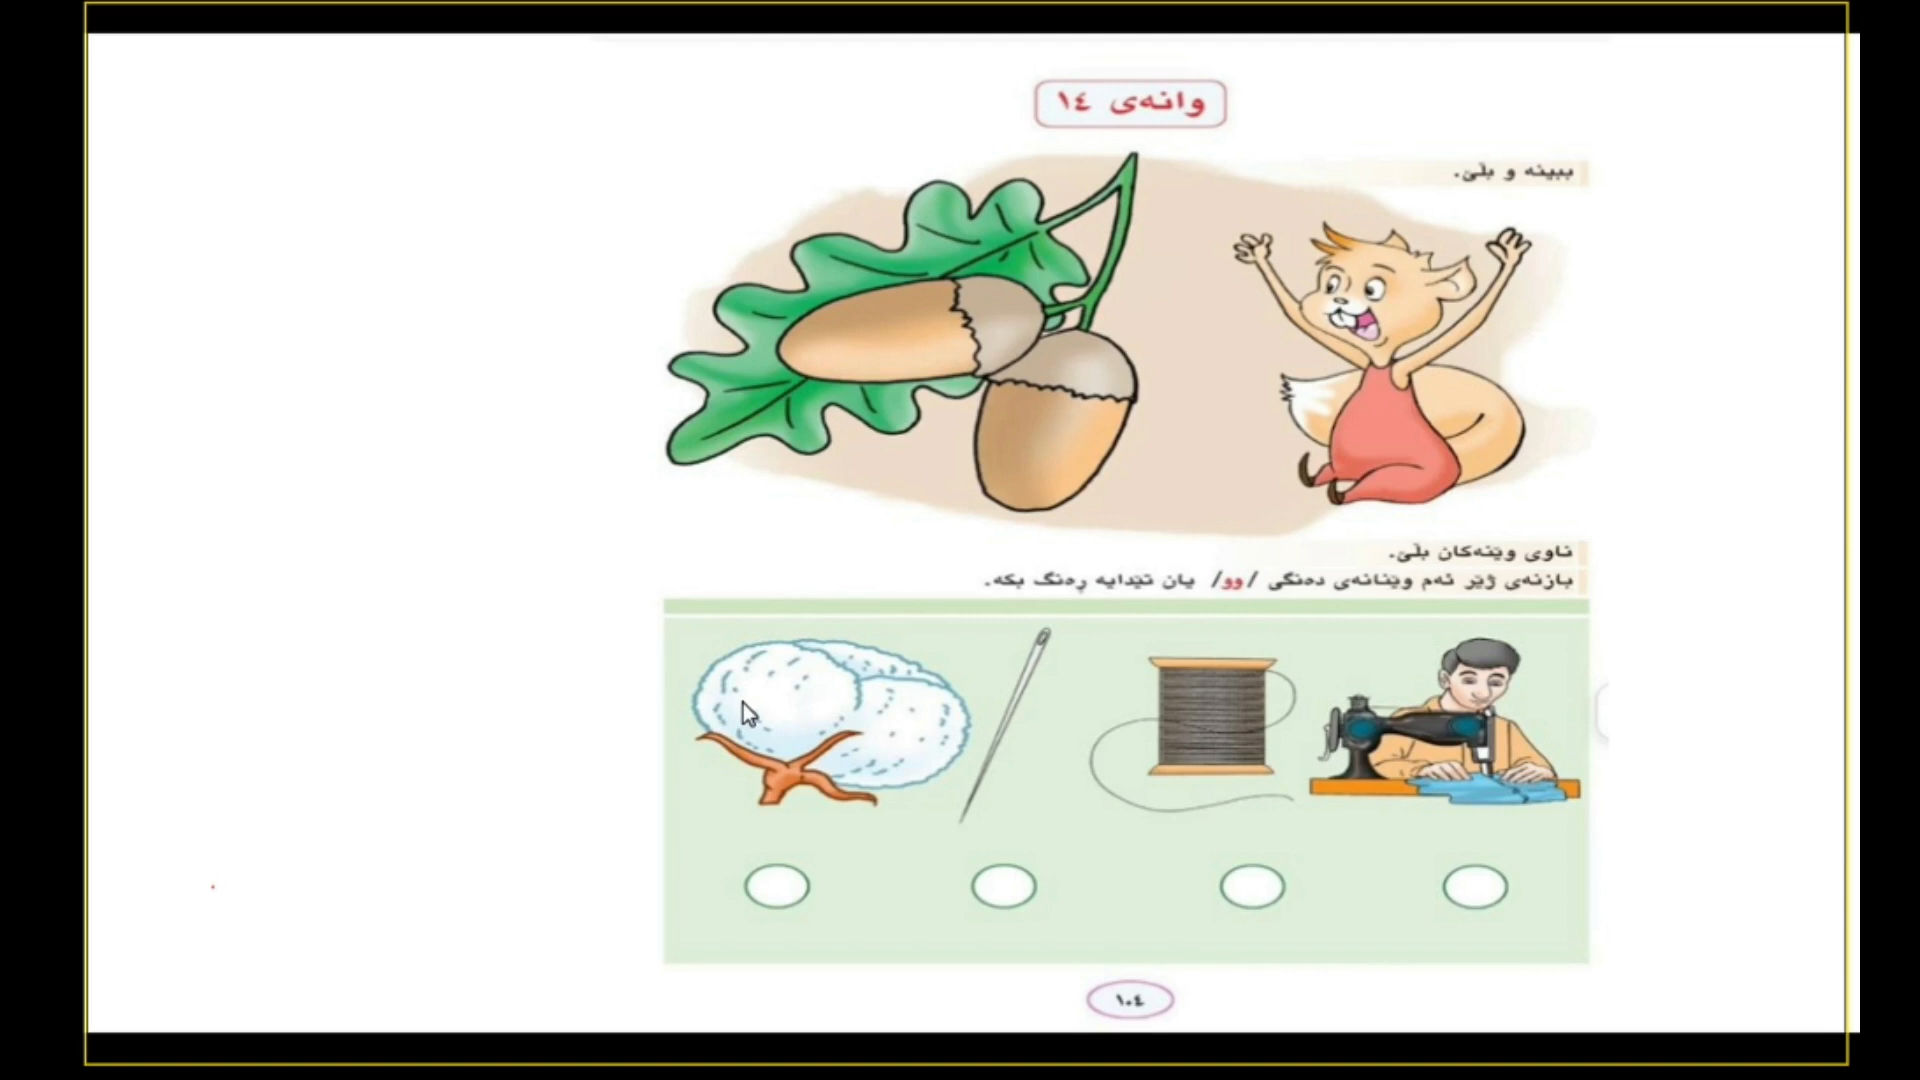 وانەی ١٤
ببینە و بڵێ.
ناوی وێنەکان بڵێ.
بازنەی ژێر ئەم وێنانەی دەنگی /وو/ یان تێدایە ڕەنگ بکە.
١٠٤